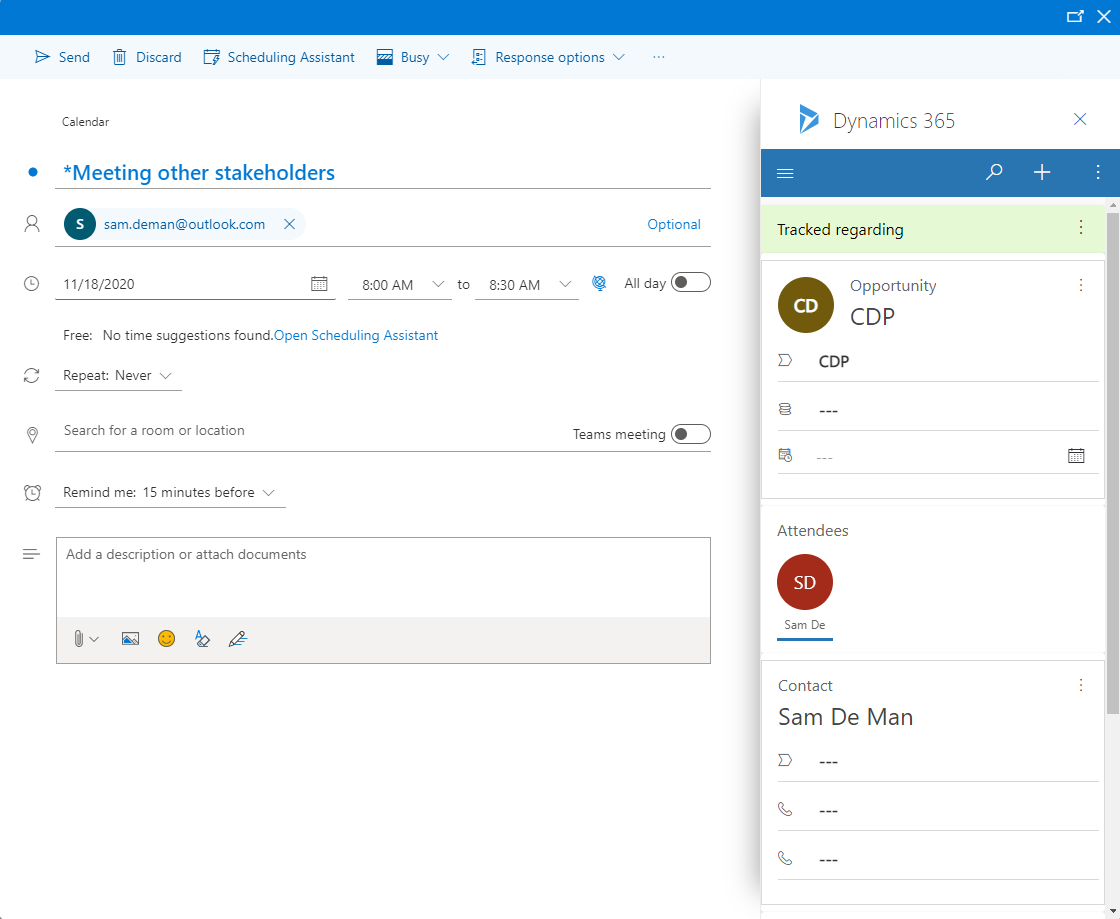 Send Discard Scheduling Assistant Busy Response options ...
Calendar
*Meeting other stakeholders
S sam.deman@outlook.com Optional
11/18/2020 8:00 AM to 8:30 AM All day
Free: No time suggestions found.Open Scheduling Assistant
Repeat: Never
Search for a room or location Teams meeting
Remind me: 15 minutes before
Add a description or attach documents
Dynamics 365
Tracked regarding
CD Opportunity
CDP
CDP
---
---
Attendees
SD
Sam De
Contact
Sam De Man
---
---
---